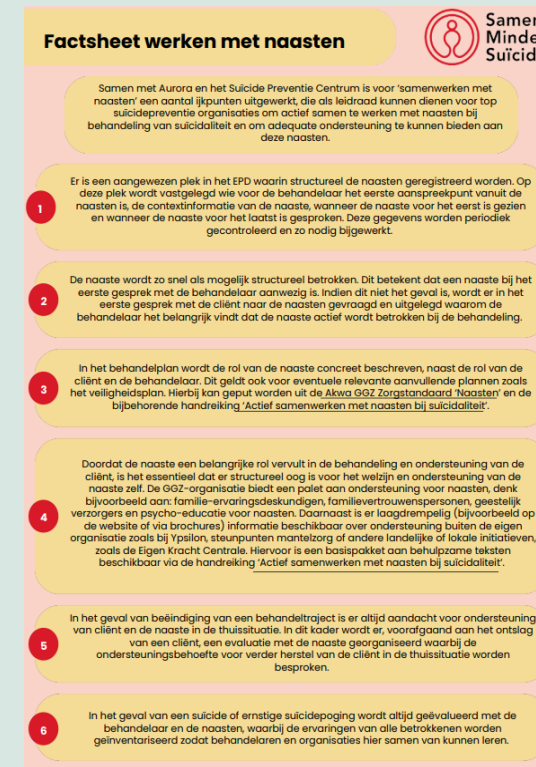 Factsheet werken met naasten
Samen
Minde
Suïcid
Samen met Aurora en het Suïcide Preventie Centrum is voor ‘samenwerken met
naasten’ een aantal ijkpunten uitgewerkt, die als leidraad kunnen dienen voor top
suïcidepreventie organisaties om actief samen te werken met naasten bij
behandeling van suïcidaliteit en om adequate ondersteuning te kunnen bieden aan
deze naasten.
1
Er is een aangewezen plek in het EPD waarin structureel de naasten geregistreerd worden. Op
deze plek wordt vastgelegd wie voor de behandelaar het eerste aanspreekpunt vanuit de
naasten is, de contextinformatie van de naaste, wanneer de naaste voor het eerst is gezien
en wanneer de naaste voor het laatst is gesproken. Deze gegevens worden periodiek
gecontroleerd en zo nodig bijgewerkt.
2
De naaste wordt zo snel als mogelijk structureel betrokken. Dit betekent dat een naaste bij het
eerste gesprek met de behandelaar aanwezig is. Indien dit niet het geval is, wordt er in het
eerste gesprek met de cliënt naar de naasten gevraagd en uitgelegd waarom de
behandelaar het belangrijk vindt dat de naaste actief wordt betrokken bij de behandeling.
3
In het behandelplan wordt de rol van de naaste concreet beschreven, naast de rol van de
cliënt en de behandelaar. Dit geldt ook voor eventuele relevante aanvullende plannen zoals
het veiligheidsplan. Hierbij kan geput worden uit de Akwa GGZ Zorgstandaard ‘Naasten’ en de
bijbehorende handreiking ‘Actief samenwerken met naasten bij suïcidaliteit’.
4
Doordat de naaste een belangrijke rol vervult in de behandeling en ondersteuning van de
cliënt, is het essentieel dat er structureel oog is voor het welzijn en ondersteuning van de
naaste zelf. De GGZ-organisatie biedt een palet aan ondersteuning voor naasten, denk
bijvoorbeeld aan: familie-ervaringsdeskundigen, familievertrouwenspersonen, geestelijk
verzorgers en psycho-educatie voor naasten. Daarnaast is er laagdrempelig (bijvoorbeeld op
de website of via brochures) informatie beschikbaar over ondersteuning buiten de eigen
organisatie zoals bij Ypsilon, steunpunten mantelzorg of andere landelijke of lokale initiatieven,
zoals de Eigen Kracht Centrale. Hiervoor is een basispakket aan behulpzame teksten
beschikbaar via de handreiking ‘Actief samenwerken met naasten bij suïcidaliteit’.
5
In het geval van beëindiging van een behandeltraject is er altijd aandacht voor ondersteuning
van cliënt en de naaste in de thuissituatie. In dit kader wordt er, voorafgaand aan het ontslag
van een cliënt, een evaluatie met de naaste georganiseerd waarbij de
ondersteuningsbehoefte voor verder herstel van de cliënt in de thuissituatie worden
besproken.
6
In het geval van een suïcide of ernstige suïcidepoging wordt altijd geëvalueerd met de
behandelaar en de naasten, waarbij de ervaringen van alle betrokkenen worden
geïnventariseerd zodat behandelaren en organisaties hier samen van kunnen leren.